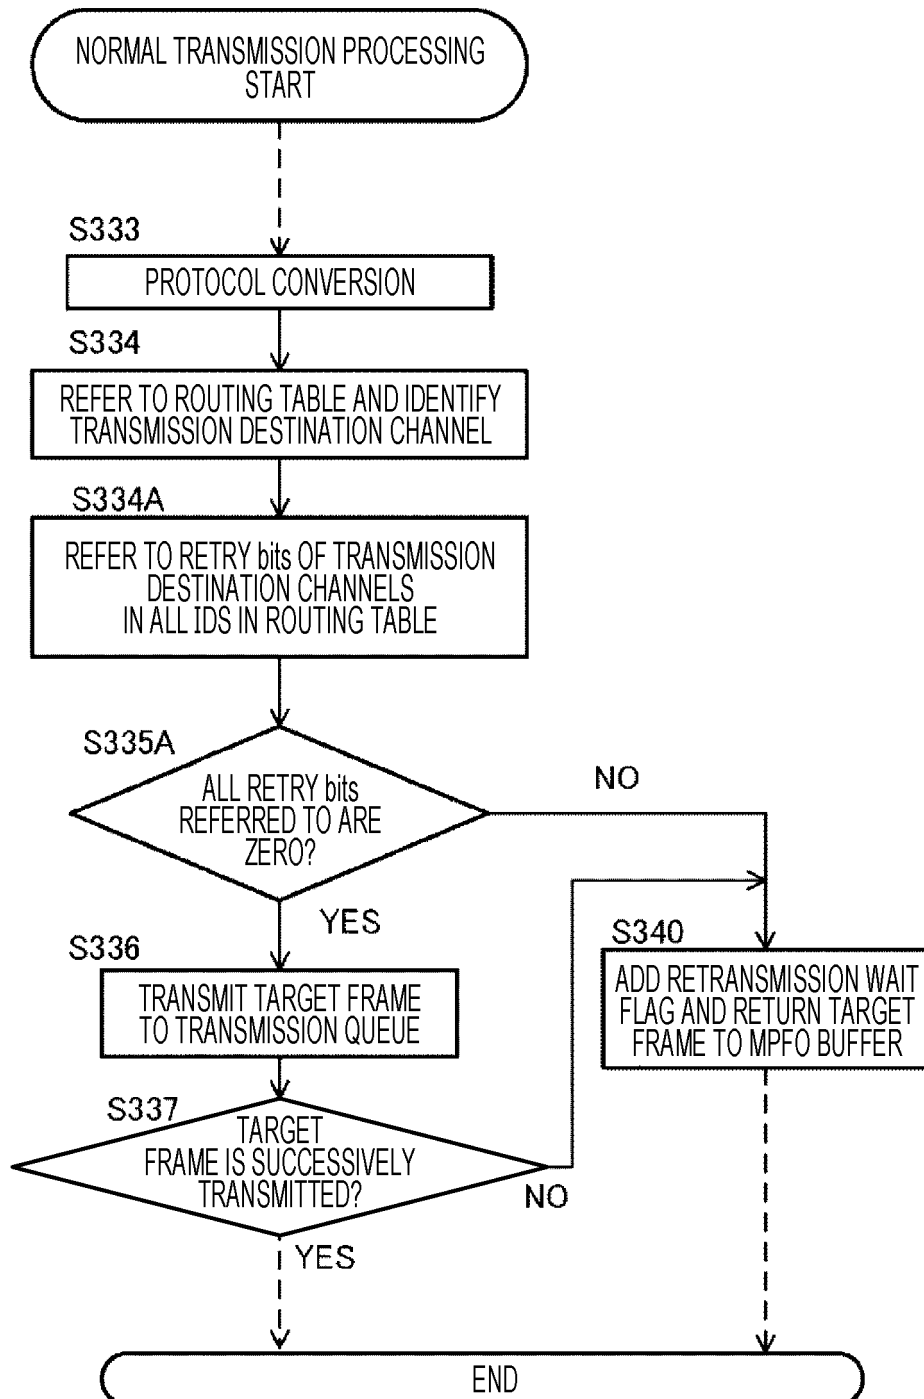 NORMAL TRANSMISSION PROCESSING
START
S333
PROTOCOL CONVERSION
S334
REFER TO ROUTING TABLE AND IDENTIFY
TRANSMISSION DESTINATION CHANNEL
S334A
REFER TO RETRY bits OF TRANSMISSION
DESTINATION CHANNELS
IN ALL IDS IN ROUTING TABLE
S335A
ALL RETRY bits
REFERRED TO ARE
ZERO?
NO
YES
S336
TRANSMIT TARGET FRAME
TO TRANSMISSION QUEUE
S340
ADD RETRANSMISSION WAIT
FLAG AND RETURN TARGET
FRAME TO MPFO BUFFER
S337
TARGET
FRAME IS SUCCESSIVELY
TRANSMITTED?
NO
YES
END